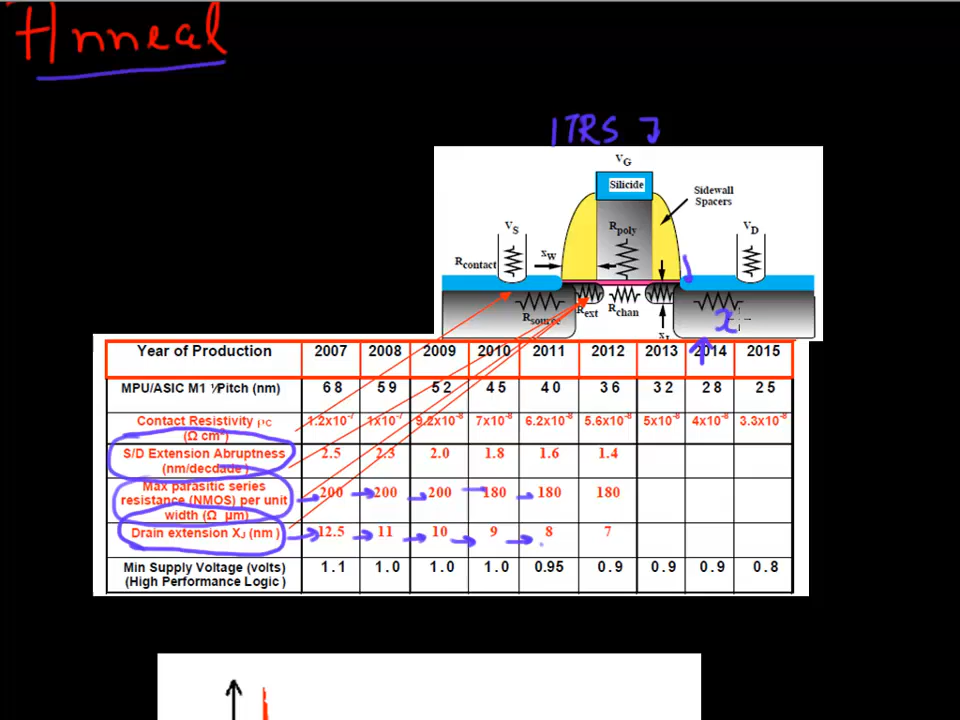 Anneal
ITRS
VG
Silicide
Sidewall
Spacers
VS
Rpoly
VD
Rcontact
xW
Rsource
Rext
Rchan
x
Year of Production 2007 2008 2009 2010 2011 2012 2013 2014 2015
MPU/ASIC M1 ½Pitch (nm) 68 59 52 45 40 36 32 28 25
Contact Resistivity ρC 1.2x10⁻⁷ 1x10⁻⁷ 9.2x10⁻⁸ 7x10⁻⁸ 6.2x10⁻⁸ 5.6x10⁻⁸ 5x10⁻⁸ 4x10⁻⁸ 3.3x10⁻⁸
(Ω cm²)
S/D Extension Abruptness 2.5 2.3 2.0 1.8 1.6 1.4
(nm/decdade)
Max parasitic series
resistance (NMOS) per unit 200 200 200 180 180 180
width (Ω μm)
Drain extension XJ (nm) 12.5 11 10 9 8 7
Min Supply Voltage (volts) 1.1 1.0 1.0 1.0 0.95 0.9 0.9 0.9 0.8
(High Performance Logic)